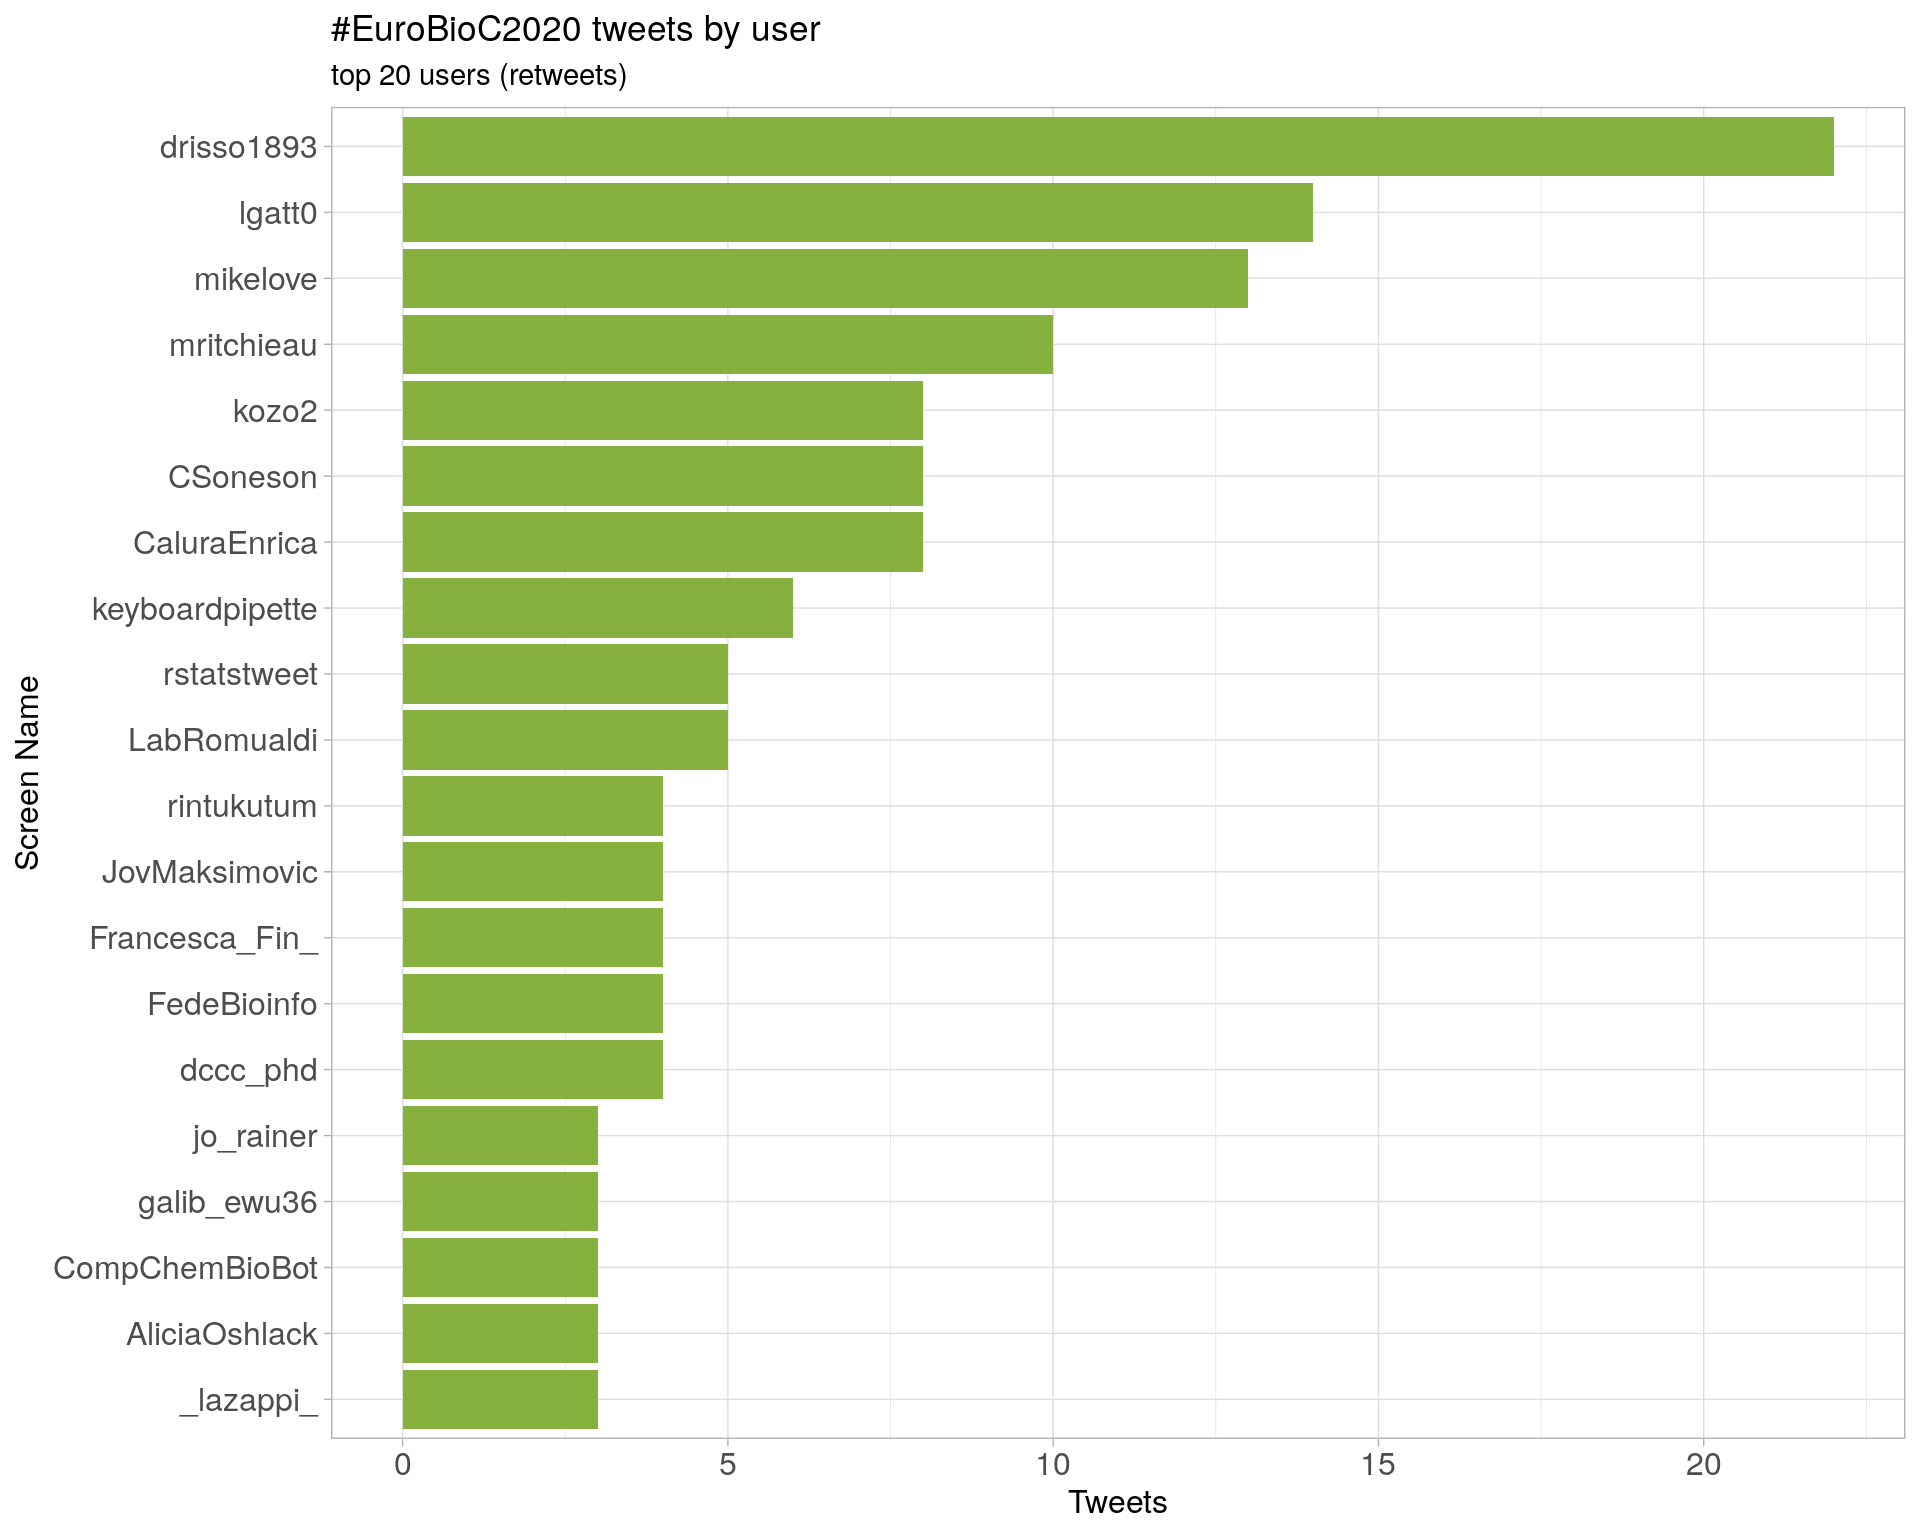 #EuroBioC2020 tweets by user
top 20 users (retweets)
drisso1893
lgatt0
mikelove
mritchieau
kozo2
CSoneson
CaluraEnrica
keyboardpipette
rstatstweet
LabRomualdi
rintukutum
JovMaksimovic
Francesca_Fin_
FedeBioinfo
dccc_phd
jo_rainer
galib_ewu36
CompChemBioBot
AliciaOshlack
_lazappi_
Screen Name
0 5 10 15 20
Tweets